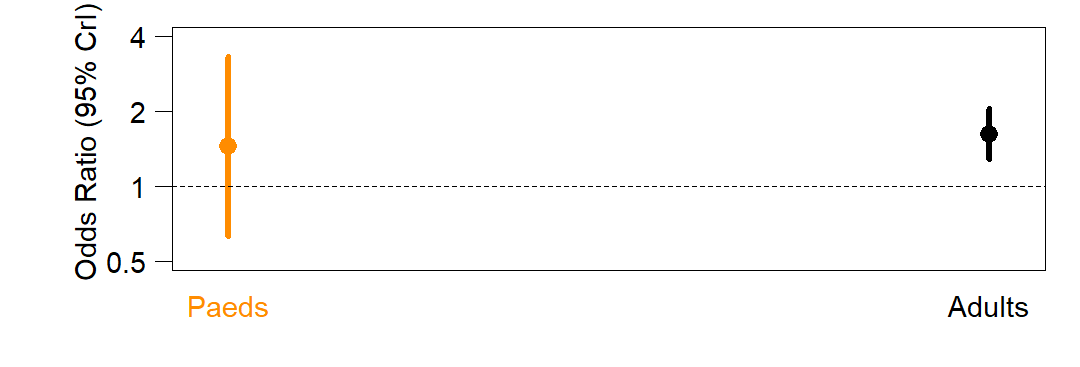 Odds Ratio (95% CrI)
4
2
1
0.5
Paeds
Adults